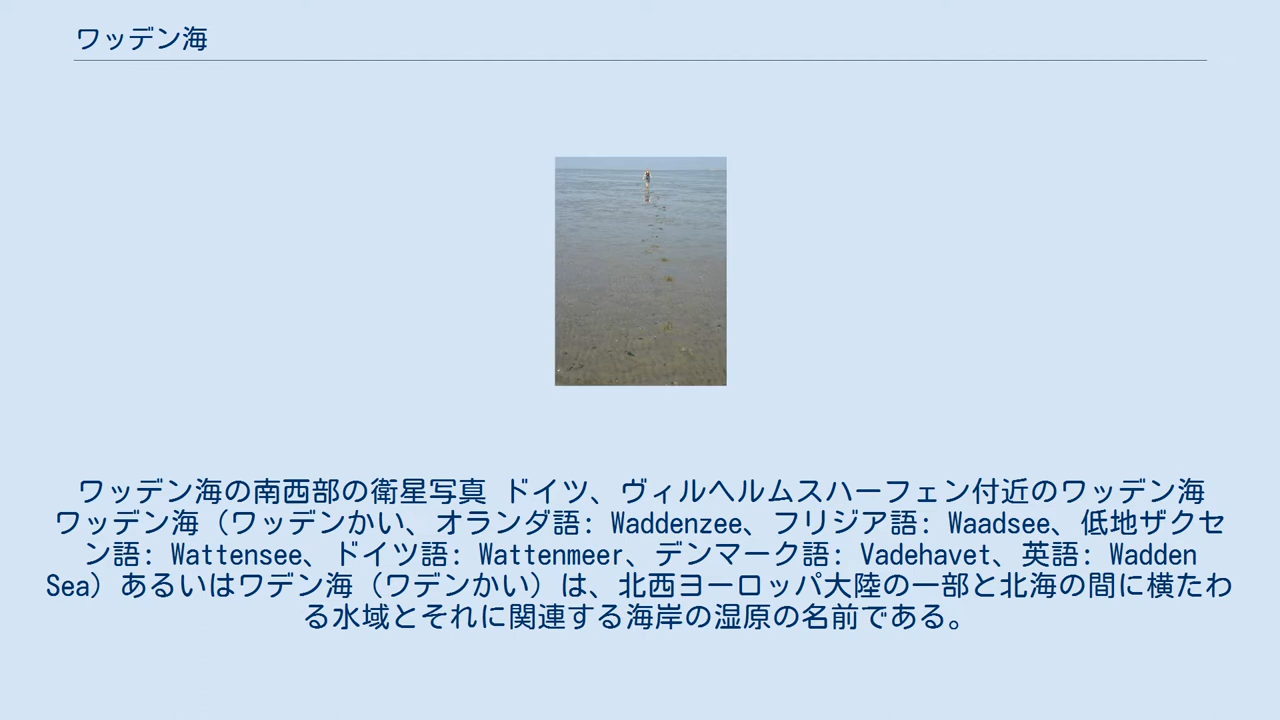 ワッデン海
ワッデン海の南西部の衛星写真 ドイツ、ヴィルヘルムスハーフェン付近のワッデン海
ワッデン海（ワッデンかい、オランダ語: Waddenzee、フリジア語: Waadsee、低地ザクセ
ン語: Wattensee、ドイツ語: Wattenmeer、デンマーク語: Vadehavet、英語: Wadden
Sea）あるいはワデン海（ワデンかい）は、北西ヨーロッパ大陸の一部と北海の間に横たわ
る水域とそれに関連する海岸の湿原の名前である。